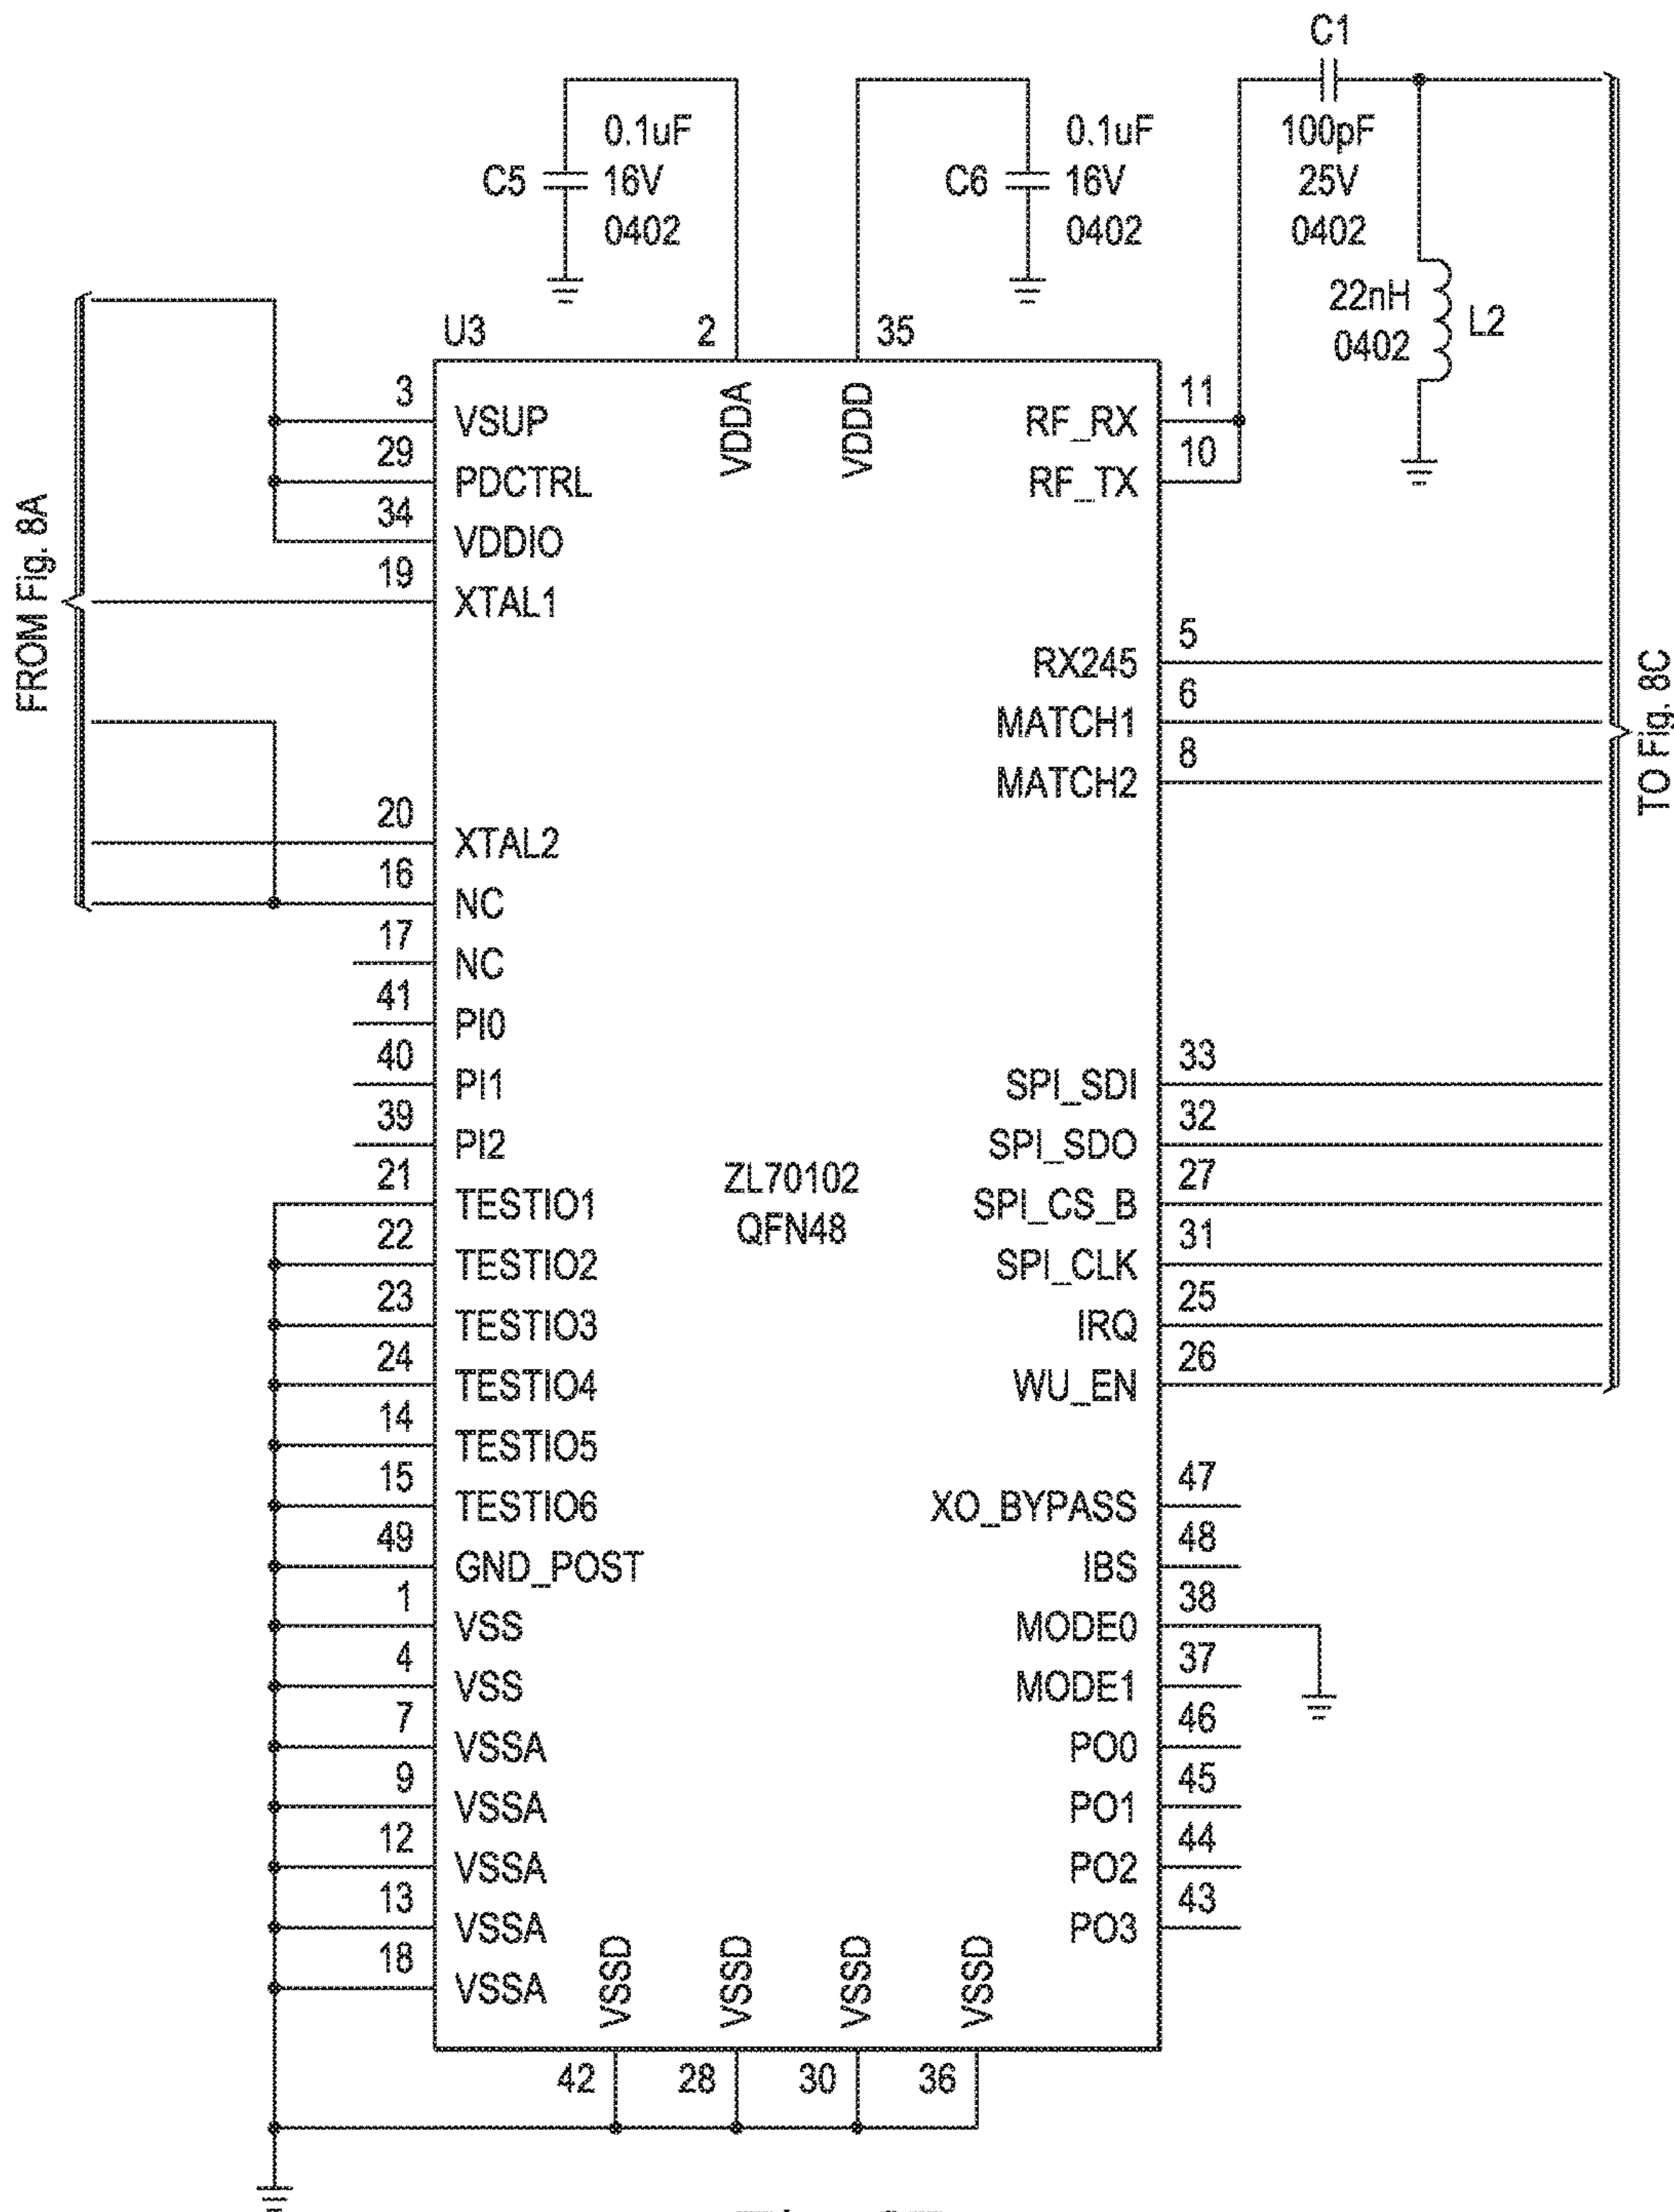 C1
0.1uF
16V
0402
C5
0.1uF
16V
0402
C6
100pF
25V
0402
22nH
0402
L2
U3
2
35
VDDA
VDDD
FROM Fig. 8A
TO Fig. 8C
3 VSUP
29 PDCTRL
34 VDDIO
19 XTAL1
20 XTAL2
16 NC
17 NC
41 PI0
40 PI1
39 PI2
21 TESTIO1
22 TESTIO2
23 TESTIO3
24 TESTIO4
14 TESTIO5
15 TESTIO6
49 GND_POST
1 VSS
4 VSS
7 VSSA
9 VSSA
12 VSSA
13 VSSA
18 VSSA
ZL70102
QFN48
RF_RX 11
RF_TX 10
RX245 5
MATCH1 6
MATCH2 8
SPI_SDI 33
SPI_SDO 32
SPI_CS_B 27
SPI_CLK 31
IRQ 25
WU_EN 26
XO_BYPASS 47
IBS 48
MODE0 38
MODE1 37
PO0 46
PO1 45
PO2 44
PO3 43
VSSD
VSSD
VSSD
VSSD
42
28
30
36